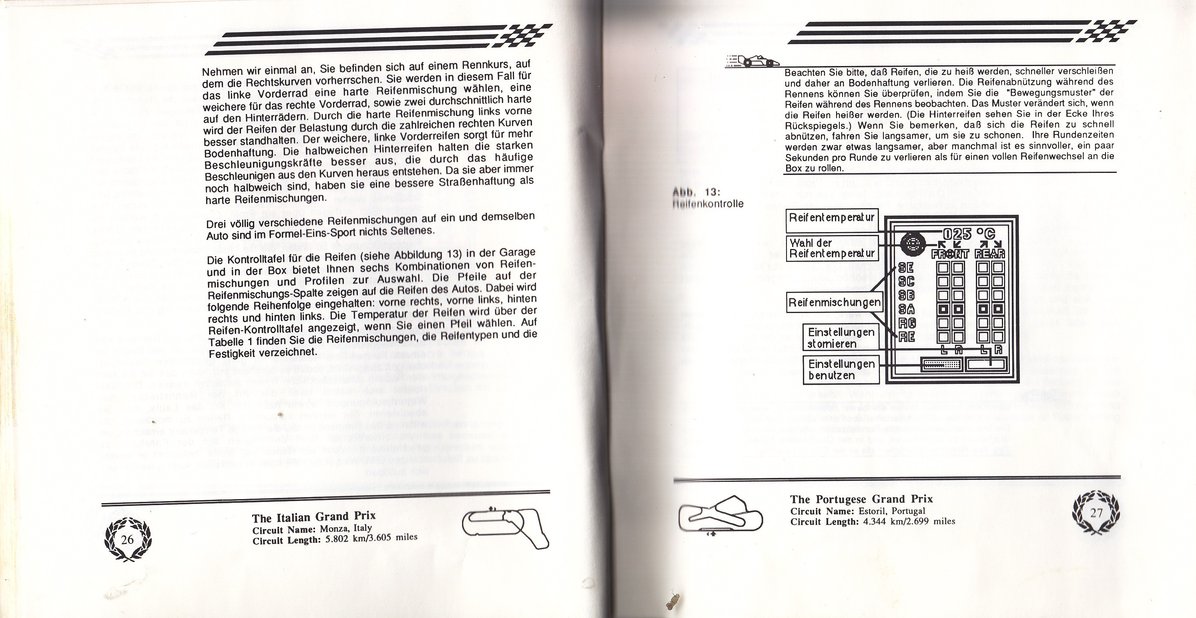 Nehmen wir einmal an, Sie befinden sich auf einem Rennkurs, auf
dem die Rechtskurven vorherrschen. Sie werden in diesem Fall für
das linke Vorderrad eine harte Reifenmischung wählen, eine
weichere für das rechte Vorderrad, sowie zwei durchschnittlich harte
auf den Hinterrädern. Durch die harte Reifenmischung links vorne
wird der Reifen der Belastung durch die zahlreichen rechten Kurven
besser standhalten. Der weichere, linke Vorderreifen sorgt für mehr
Bodenhaftung. Die halbweichen Hinterreifen halten die starken
Beschleunigungskräfte besser aus, die durch das häufige
Beschleunigen aus den Kurven heraus entstehen. Da sie aber immer
noch halbweich sind, haben sie eine bessere Straßenhaftung als
harte Reifenmischungen.
Drei völlig verschiedene Reifenmischungen auf ein und demselben
Auto sind im Formel-Eins-Sport nichts Seltenes.
Die Kontrolltafel für die Reifen (siehe Abbildung 13) in der Garage
und in der Box bietet Ihnen sechs Kombinationen von Reifen-
mischungen und Profilen zur Auswahl. Die Pfeile auf der
Reifenmischungs-Spalte zeigen auf die Reifen des Autos. Dabei wird
folgende Reihenfolge eingehalten: vorne rechts, vorne links, hinten
rechts und hinten links. Die Temperatur der Reifen wird über der
Reifen-Kontrolltafel angezeigt, wenn Sie einen Pfeil wählen. Auf
Tabelle 1 finden Sie die Reifenmischungen, die Reifentypen und die
Festigkeit verzeichnet.
26
The Italian Grand Prix
Circuit Name: Monza, Italy
Circuit Length: 5.802 km/3.605 miles
Beachten Sie bitte, daß Reifen, die zu heiß werden, schneller verschleißen
und daher an Bodenhaftung verlieren. Die Reifenabnützung während des
Rennens können Sie überprüfen, indem Sie die "Bewegungsmuster" der
Reifen während des Rennens beobachten. Das Muster verändert sich, wenn
die Reifen heißer werden. (Die Hinterreifen sehen Sie in der Ecke Ihres
Rückspiegels.) Wenn Sie bemerken, daß sich die Reifen zu schnell
abnützen, fahren Sie langsamer, um sie zu schonen. Ihre Rundenzeiten
werden zwar etwas langsamer, aber manchmal ist es sinnvoller, ein paar
Sekunden pro Runde zu verlieren als für einen vollen Reifenwechsel an die
Box zu rollen.
Abb. 13:
Reifenkontrolle
Reifentemperatur
Wahl der
Reifentemperatur
Reifenmischungen
Einstellungen
stornieren
Einstellungen
benutzen
025 °C
FRONT REAR
SE
SC
SB
SA
RG
RE
L R L R
The Portugese Grand Prix
Circuit Name: Estoril, Portugal
Circuit Length: 4.344 km/2.699 miles
27